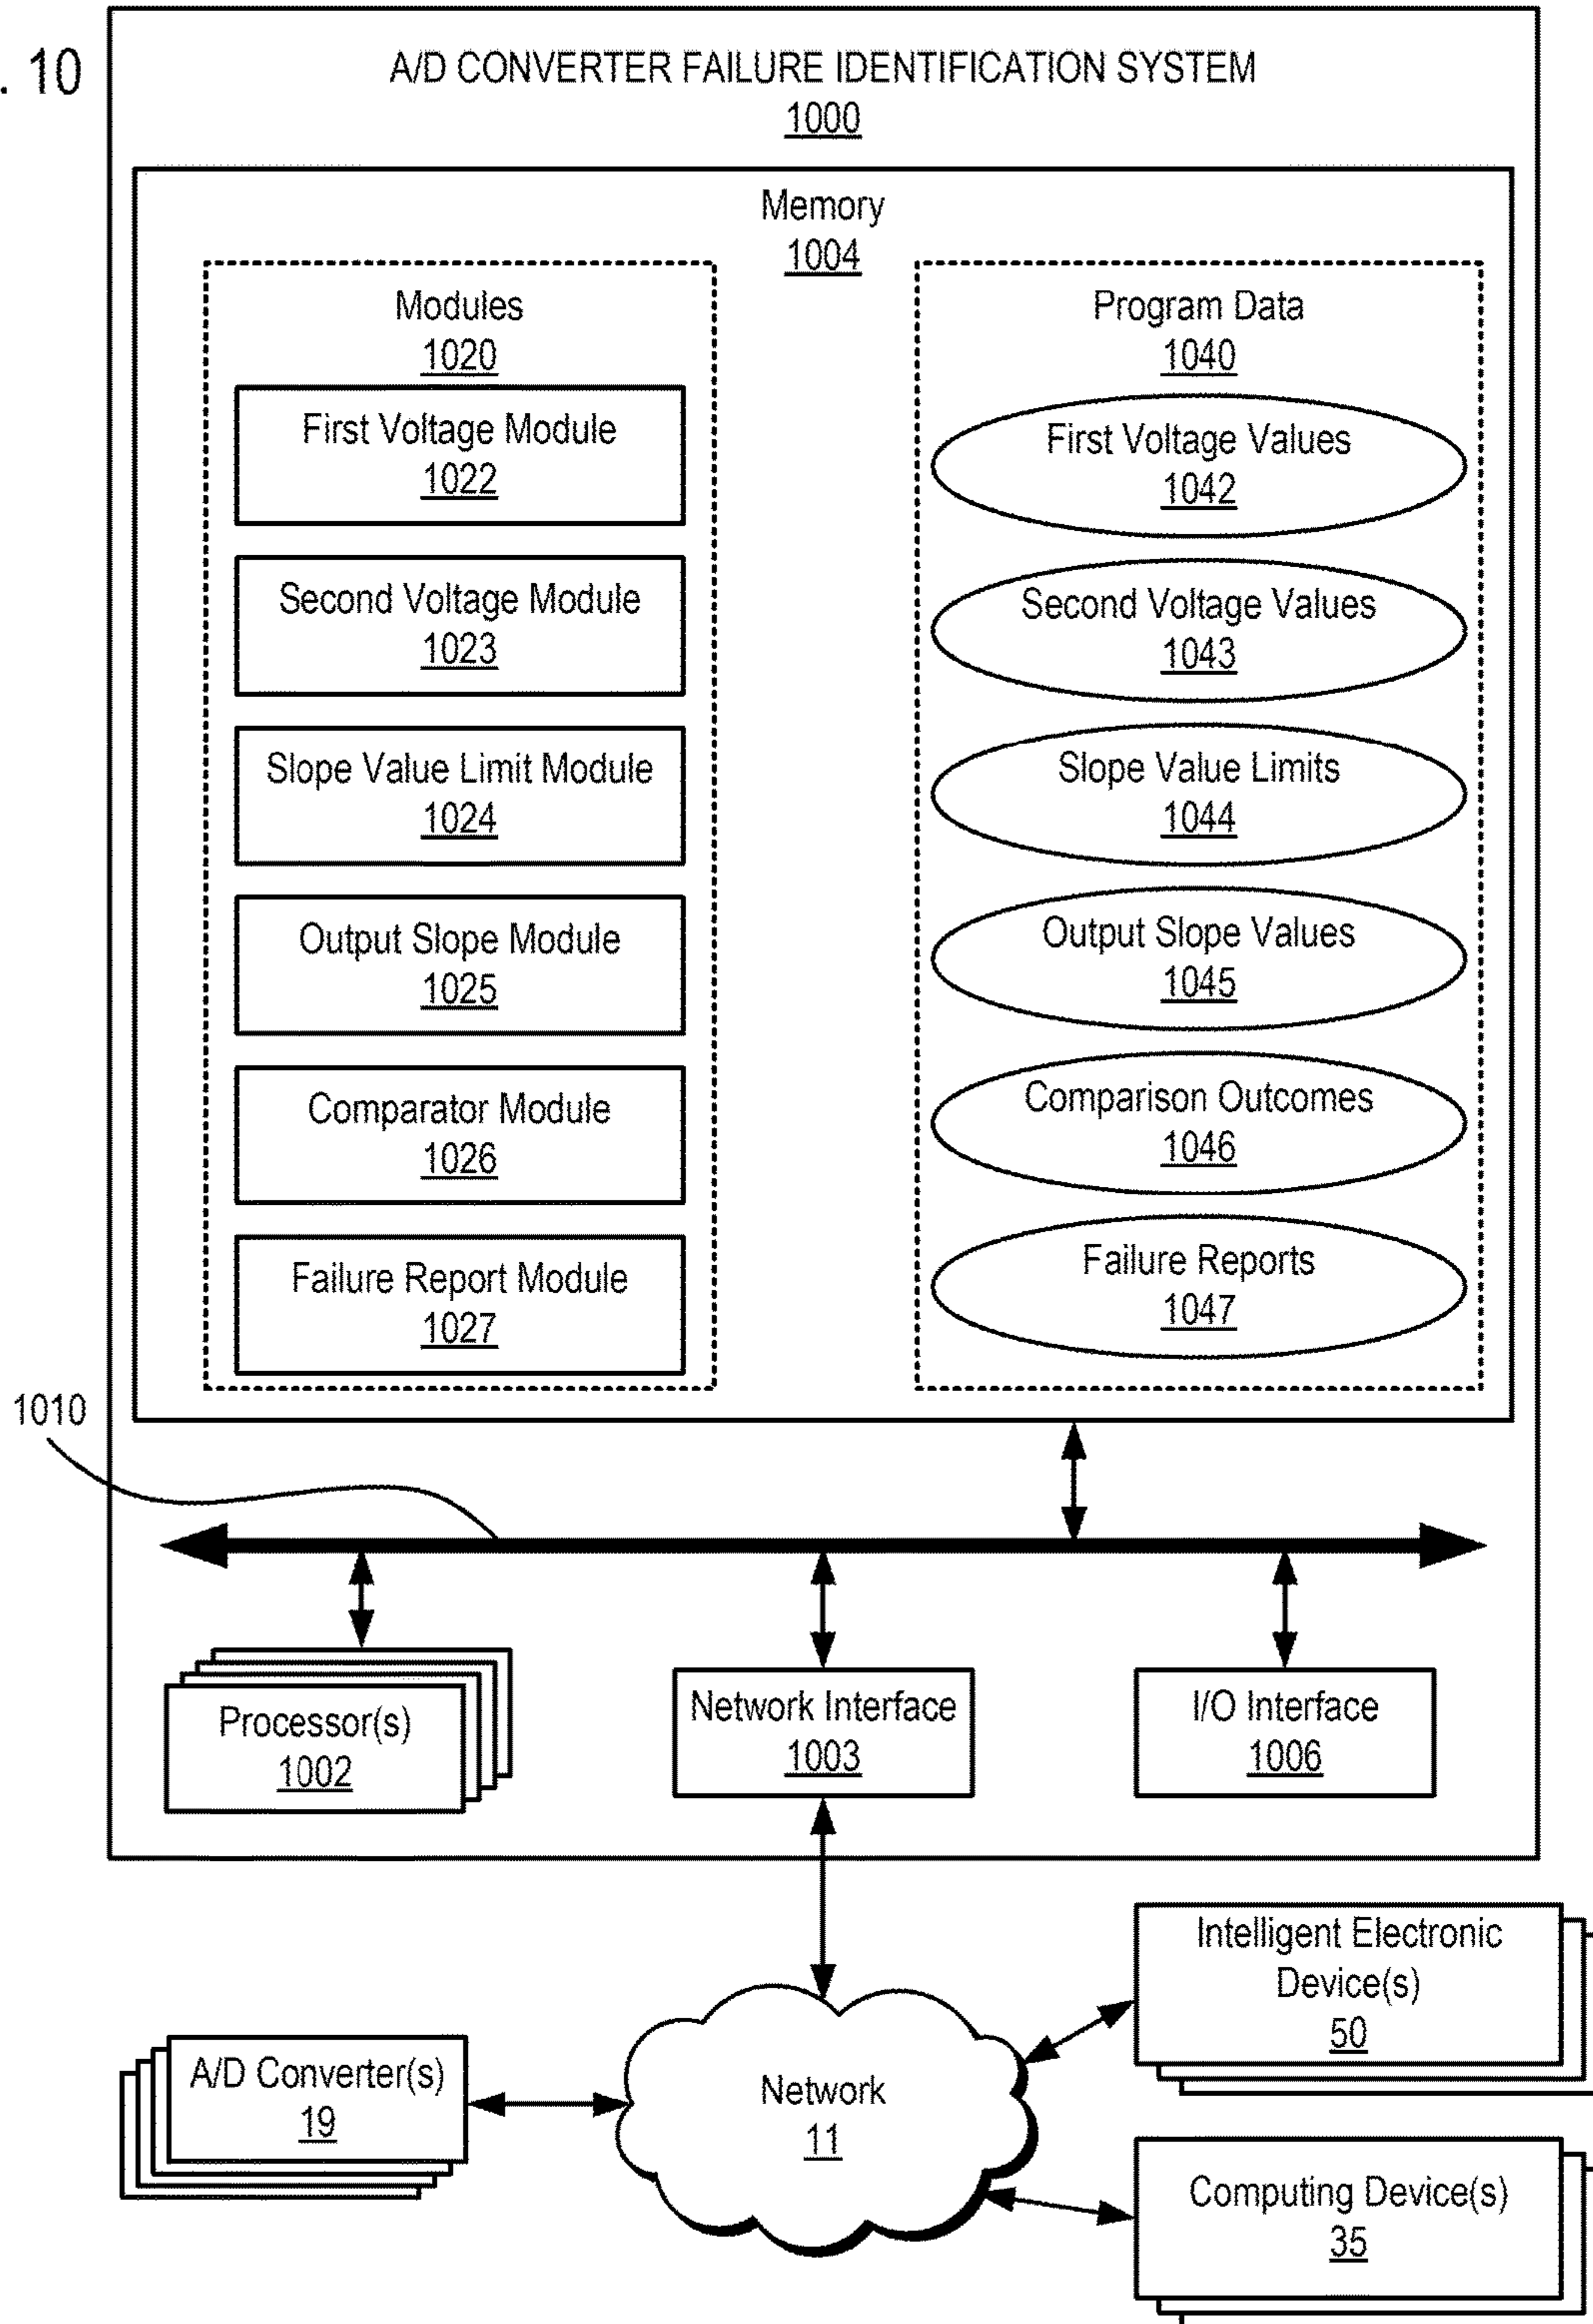 . 10
A/D CONVERTER FAILURE IDENTIFICATION SYSTEM
1000
Memory
1004
Modules
1020
First Voltage Module
1022
Second Voltage Module
1023
Slope Value Limit Module
1024
Output Slope Module
1025
Comparator Module
1026
Failure Report Module
1027
Program Data
1040
First Voltage Values
1042
Second Voltage Values
1043
Slope Value Limits
1044
Output Slope Values
1045
Comparison Outcomes
1046
Failure Reports
1047
1010
Processor(s)
1002
Network Interface
1003
I/O Interface
1006
A/D Converter(s)
19
Network
11
Intelligent Electronic
Device(s)
50
Computing Device(s)
35